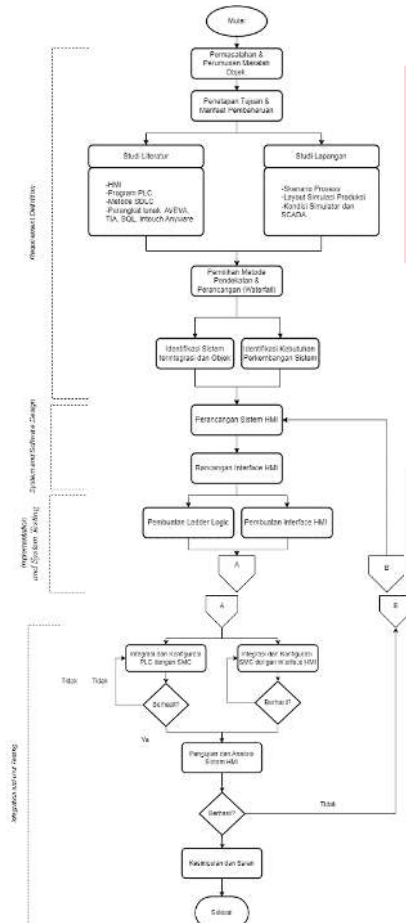 Mulai
Permasalahan &
Perumusan Masalah
Objek
Penetapan Tujuan &
Manfaat Pembaharuan
Studi Literatur
-HMI
-Program PLC
-Metode SDLC
-Perangkat lunak, AVEVA,
TIA, SQL, Intouch Anyware
Studi Lapangan
-Skenario Prosess
-Layout Simulasi Produksi
-Kondisi Simulator dan
SCADA.
Requirement Definition
Pemilihan Metode
Pendekatan &
Perancangan (Waterfall)
Identifikasi Sistem
terintegrasi dan Objek
Identifikasi Kebutuhan
Perkembangan Sistem
System and Software Design
Perancangan Sistem HMI
Rancangan Interface HMI
Implementation
and System Testing
Pembuatan Ladder Logic
Pembuatan Interface HMI
A
B
A
B
Integration and Unit Testing
Integrasi dan Konfigurasi
PLC dengan SMC
Integrasi dan Konfigurasi
SMC dengan Interface HMI
Tidak
Tidak
Berhasil?
Berhasil?
Ya
Pengujian dan Analisis
Sistem HMI
Berhasil?
Tidak
Kesimpulan dan Saran
Selesai